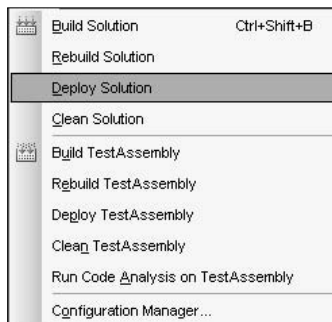 Build Solution Ctrl+Shift+B
Rebuild Solution
Deploy Solution
Clean Solution
Build TestAssembly
Rebuild TestAssembly
Deploy TestAssembly
Clean TestAssembly
Run Code Analysis on TestAssembly
Configuration Manager...